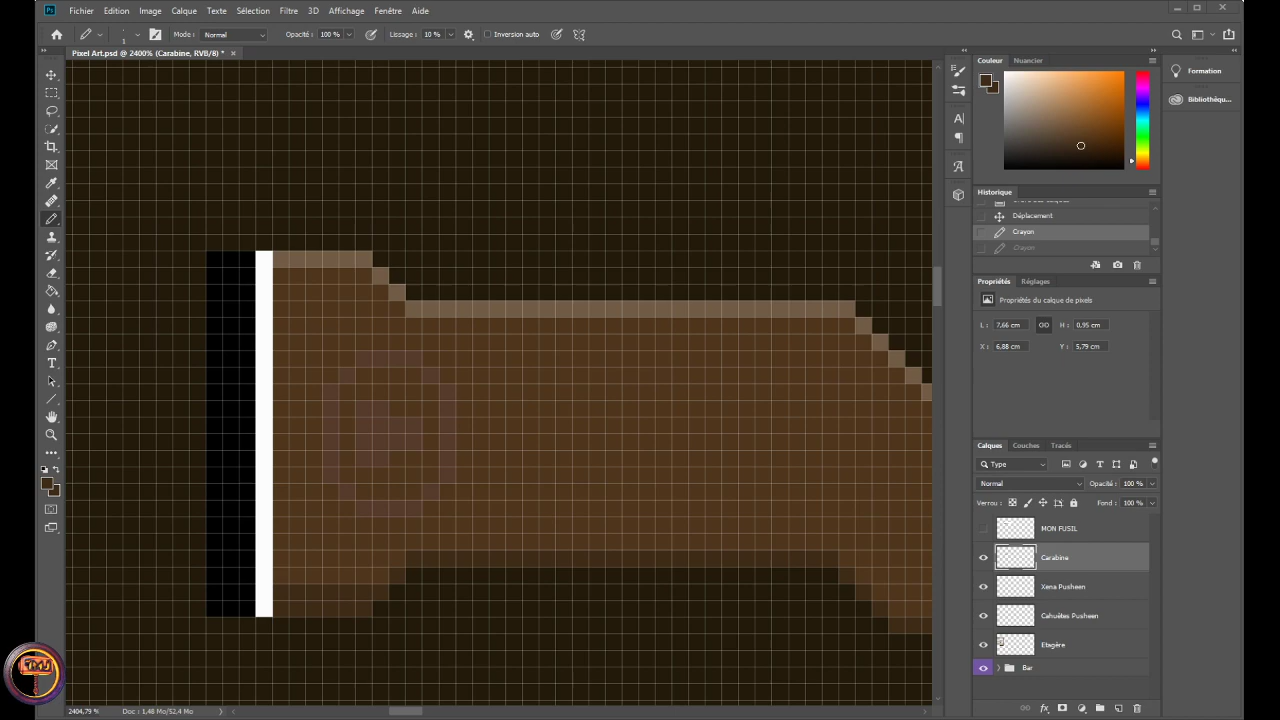 Ps Fichier Edition Image Calque Texte Sélection Filtre 3D Affichage Fenêtre Aide
1 Mode : Normal Opacité : 100 % Lissage : 10 % Inversion auto
Pixel Art.psd @ 2400% (Carabine, RVB/8) * ×
Couleur Nuancier
Formation
Bibliothèqu...
Historique
Déplacement
Crayon
Crayon
Propriétés Réglages
Propriétés du calque de pixels
L : 7,66 cm H : 0,95 cm
X : 6,88 cm Y : 5,79 cm
Calques Couches Tracés
Type
Normal Opacité : 100 %
Verrou : Fond : 100 %
MON FUSIL
Carabine
Xena Pusheen
Cahuètes Pusheen
Etagère
Bar
2404,79 % Doc : 1,48 Mo/52,4 Mo